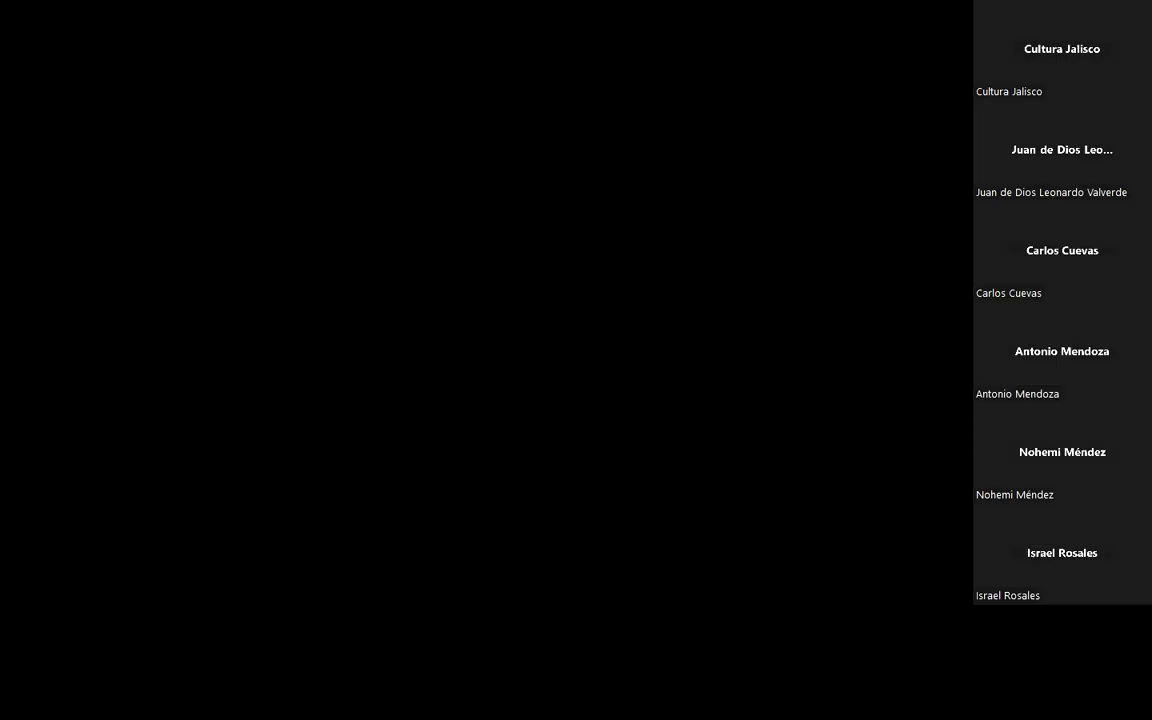 Cultura Jalisco
Cultura Jalisco
Juan de Dios Leo...
Juan de Dios Leonardo Valverde
Carlos Cuevas
Carlos Cuevas
Antonio Mendoza
Antonio Mendoza
Nohemi Méndez
Nohemi Méndez
Israel Rosales
Israel Rosales